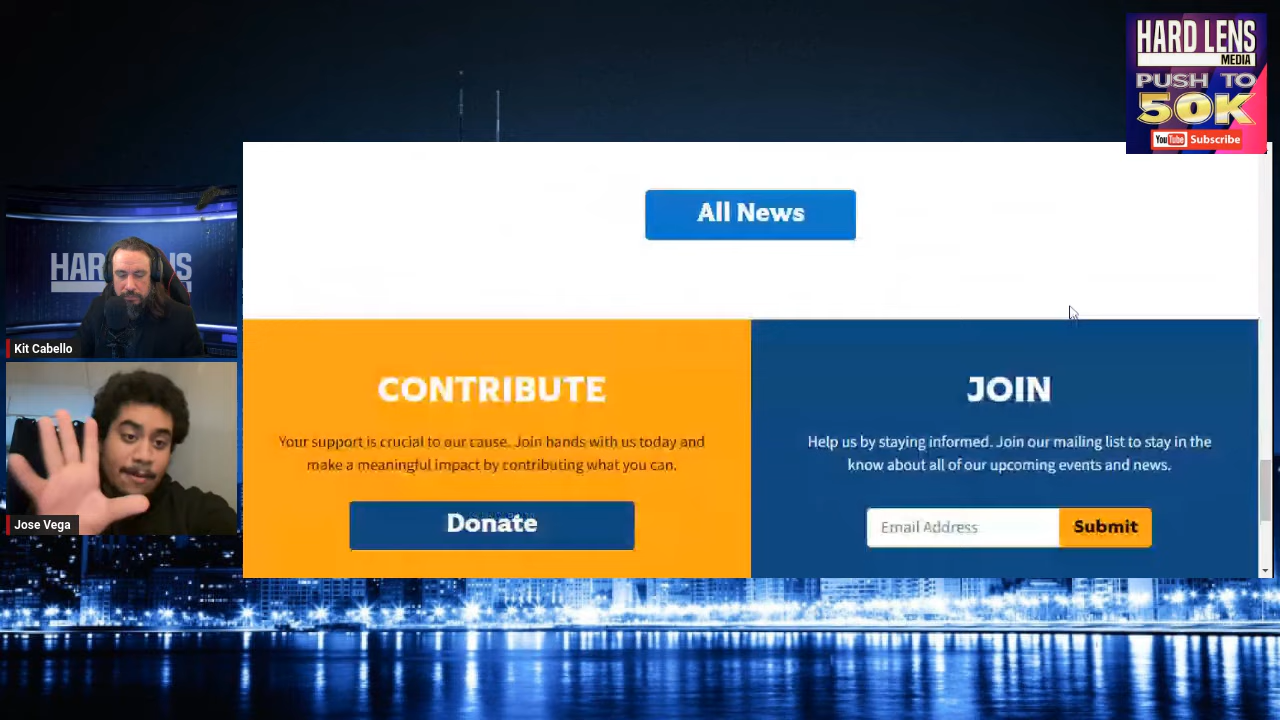 HARD LENS
MEDIA
PUSH TO
50K
YouTube Subscribe
All News
HARD LENS
Kit Cabello
Jose Vega
CONTRIBUTE
Your support is crucial to our cause. Join hands with us today and
make a meaningful impact by contributing what you can.
Donate
JOIN
Help us by staying informed. Join our mailing list to stay in the
know about all of our upcoming events and news.
Email Address
Submit